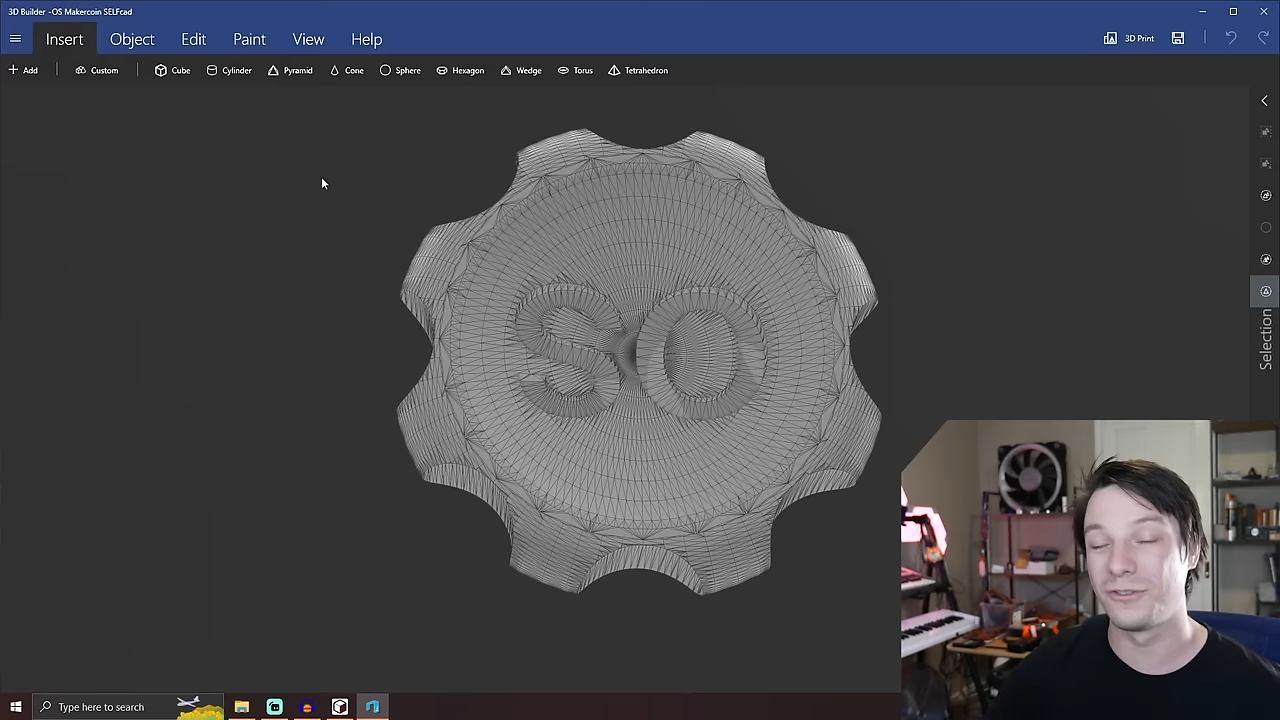 3D Builder -OS Makercoin SELFcad
Insert Object Edit Paint View Help
3D Print
Add Custom Cube Cylinder Pyramid Cone Sphere Hexagon Wedge Torus Tetrahedron
SO
Selection
Type here to search